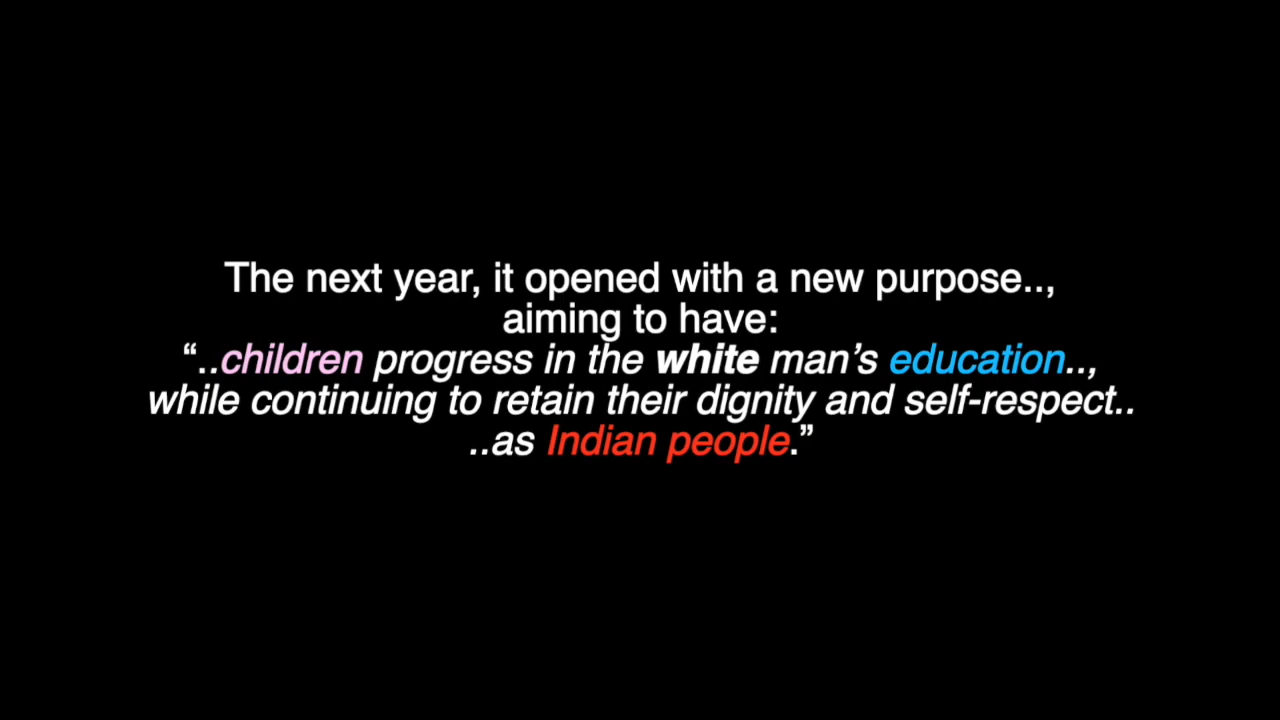 The next year, it opened with a new purpose..,
aiming to have:
“..children progress in the white man’s education..,
while continuing to retain their dignity and self-respect..
..as Indian people.”